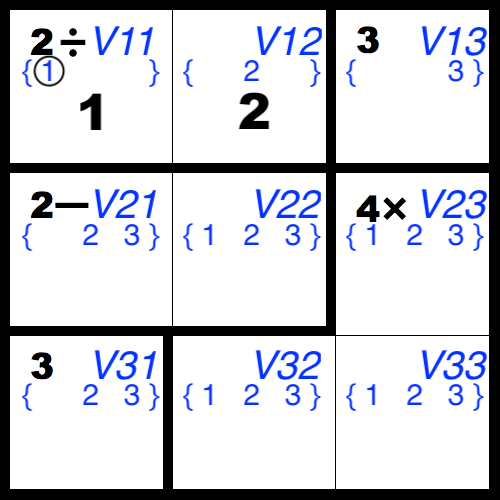 2÷ V11 V12 3 V13
{ 1 } { 2 } { 3 }
1 2
2− V21 V22 4× V23
{ 2 3 } { 1 2 3 } { 1 2 3 }
3 V31 V32 V33
{ 2 3 } { 1 2 3 } { 1 2 3 }